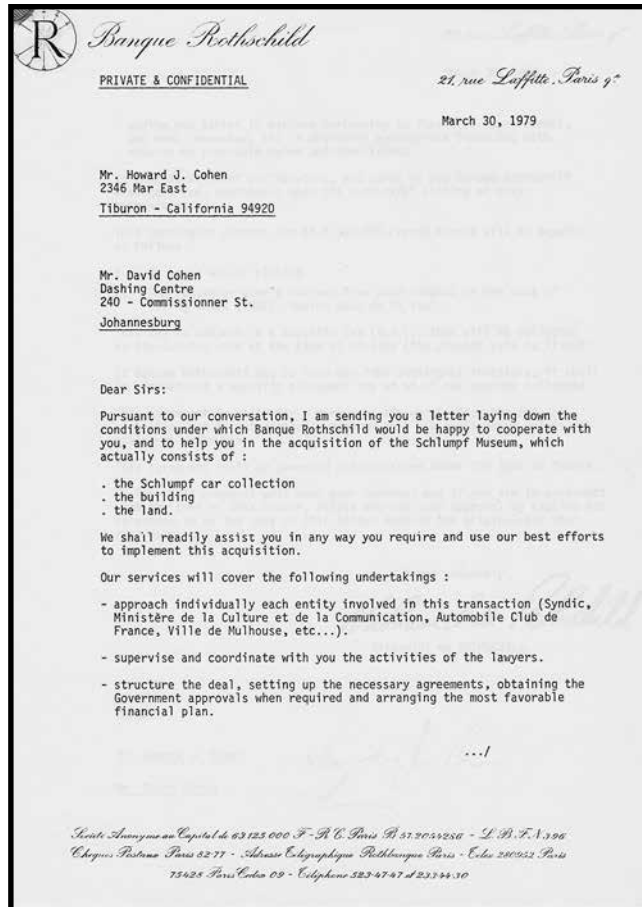 R
Banque Rothschild
PRIVATE & CONFIDENTIAL
21, rue Laffitte, Paris 9e
March 30, 1979
Mr. Howard J. Cohen
2346 Mar East
Tiburon - California 94920
Mr. David Cohen
Dashing Centre
240 - Commissionner St.
Johannesburg
Dear Sirs:
Pursuant to our conversation, I am sending you a letter laying down the
conditions under which Banque Rothschild would be happy to cooperate with
you, and to help you in the acquisition of the Schlumpf Museum, which
actually consists of :
. the Schlumpf car collection
. the building
. the land.
We shall readily assist you in any way you require and use our best efforts
to implement this acquisition.
Our services will cover the following undertakings :
- approach individually each entity involved in this transaction (Syndic,
Ministère de la Culture et de la Communication, Automobile Club de
France, Ville de Mulhouse, etc...).
- supervise and coordinate with you the activities of the lawyers.
- structure the deal, setting up the necessary agreements, obtaining the
Government approvals when required and arranging the most favorable
financial plan.
.../
Société Anonyme au Capital de 63.125.000 F - R.C. Paris B 57.2044286 - L.B.F. N 396
Chèques Postaux Paris 82-77 - Adresse Télégraphique Rothbanque Paris - Télex 280952 Paris
75428 Paris Cedex 09 - Téléphone 523-47-47 et 233-44-30